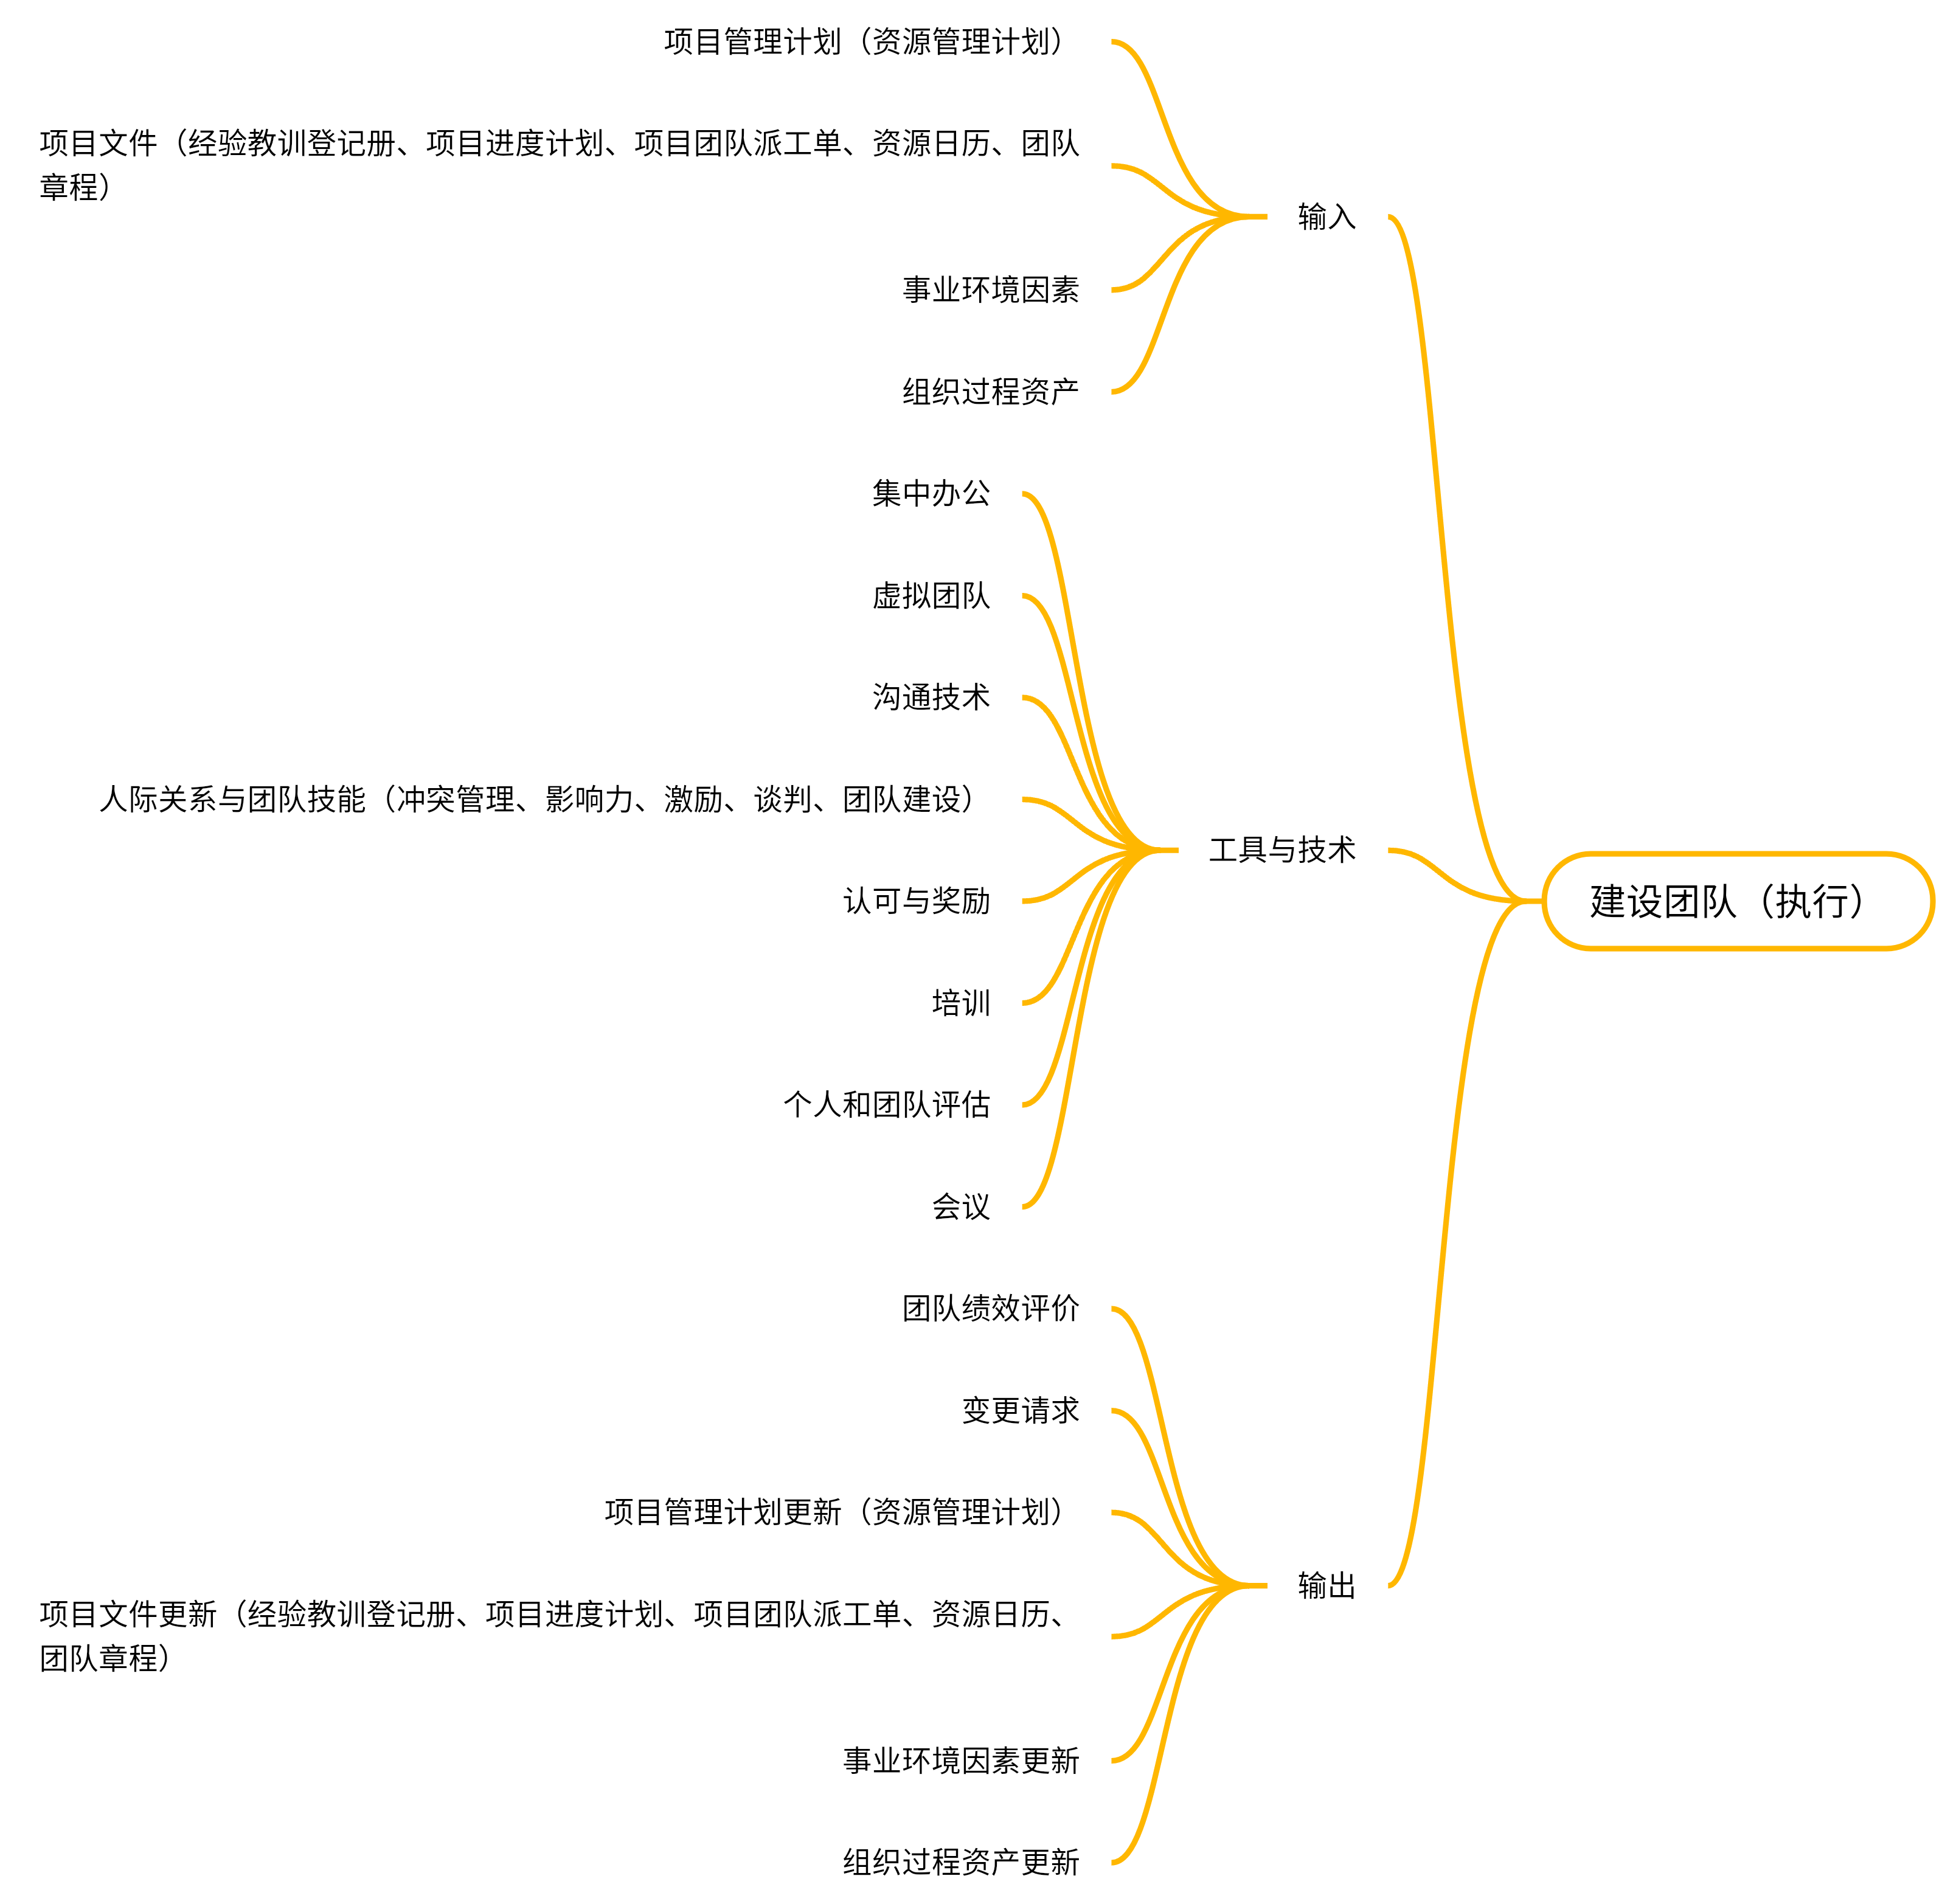 项目管理计划（资源管理计划）
项目文件（经验教训登记册、项目进度计划、项目团队派工单、资源日历、团队
章程）
事业环境因素
组织过程资产
输入
集中办公
虚拟团队
沟通技术
人际关系与团队技能（冲突管理、影响力、激励、谈判、团队建设）
认可与奖励
培训
个人和团队评估
会议
工具与技术
建设团队（执行）
团队绩效评价
变更请求
项目管理计划更新（资源管理计划）
项目文件更新（经验教训登记册、项目进度计划、项目团队派工单、资源日历、
团队章程）
事业环境因素更新
组织过程资产更新
输出